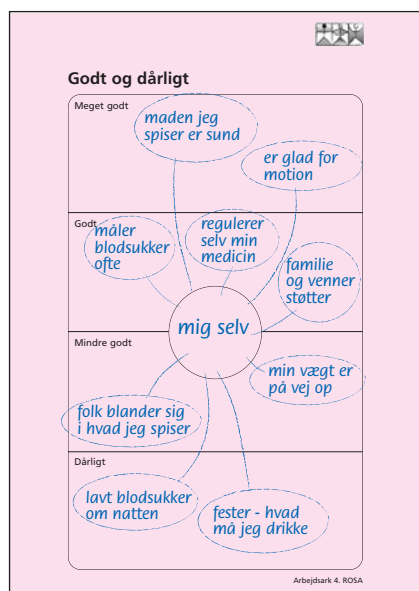 Godt og dårligt
Meget godt
maden jeg
spiser er sund
er glad for
motion
Godt
måler
blodsukker
ofte
regulerer
selv min
medicin
familie
og venner
støtter
mig selv
Mindre godt
min vægt er
på vej op
folk blander sig
i hvad jeg spiser
Dårligt
lavt blodsukker
om natten
fester - hvad
må jeg drikke
Arbejdsark 4. ROSA